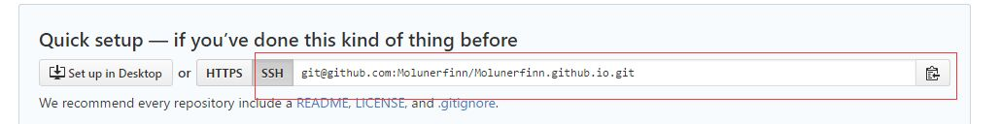 Quick setup — if you’ve done this kind of thing before
Set up in Desktop or HTTPS SSH git@github.com:Molunerfinn/Molunerfinn.github.io.git
We recommend every repository include a README, LICENSE, and .gitignore.